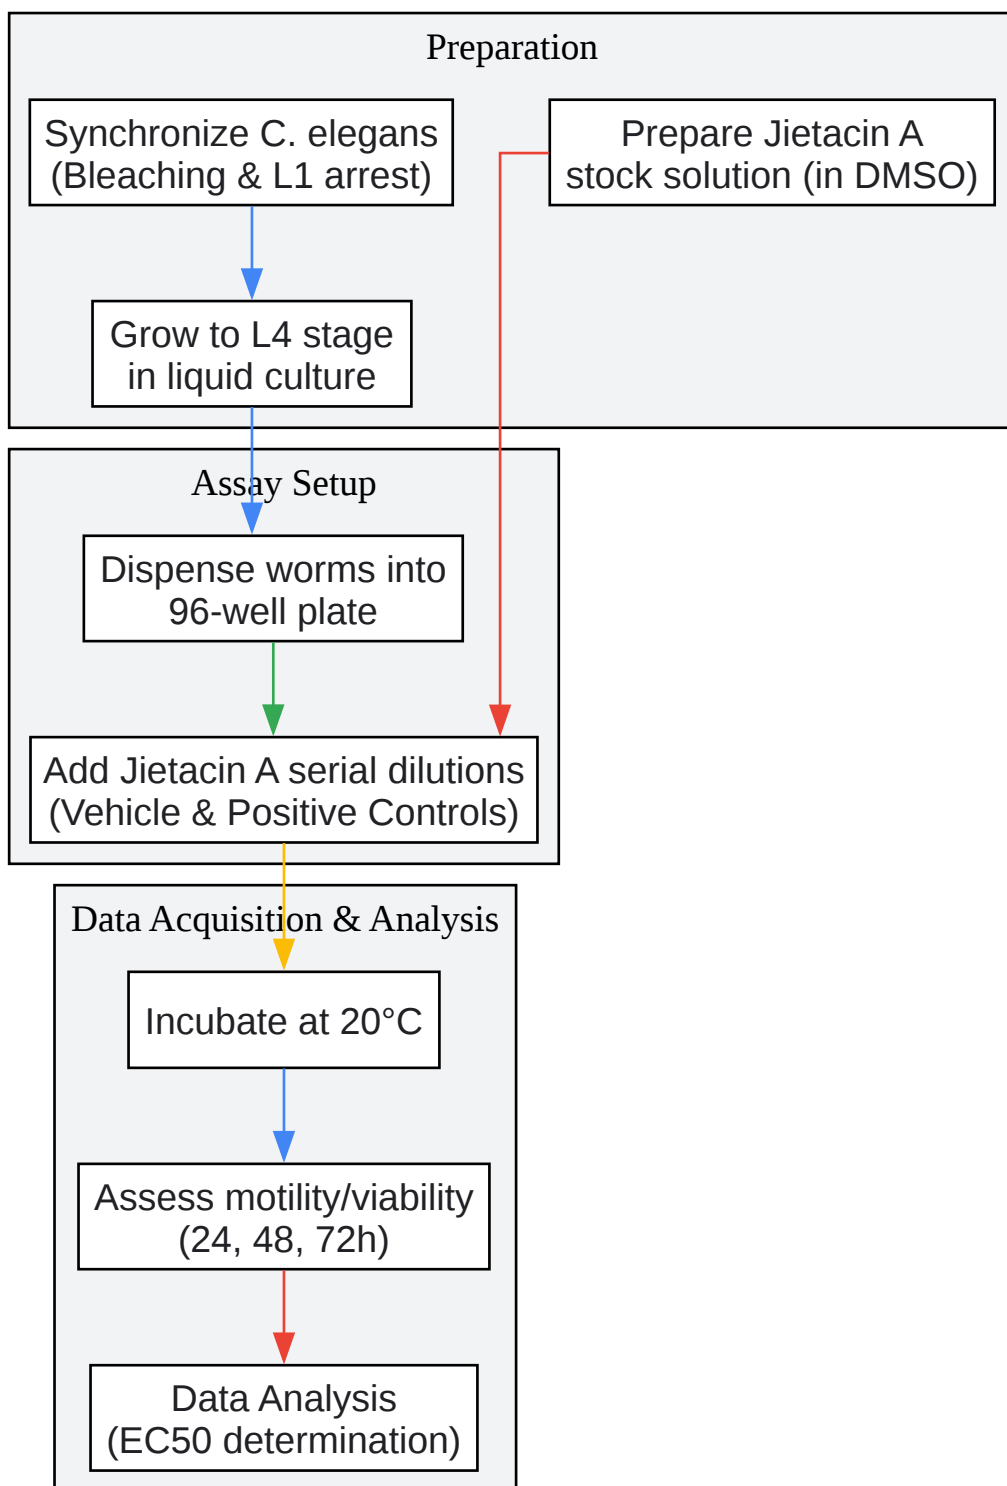 Preparation
Synchronize C. elegans
(Bleaching & L1 arrest)
Prepare Jietacin A
stock solution (in DMSO)
Grow to L4 stage
in liquid culture
Assay Setup
Dispense worms into
96-well plate
Add Jietacin A serial dilutions
(Vehicle & Positive Controls)
Data Acquisition & Analysis
Incubate at 20°C
Assess motility/viability
(24, 48, 72h)
Data Analysis
(EC50 determination)